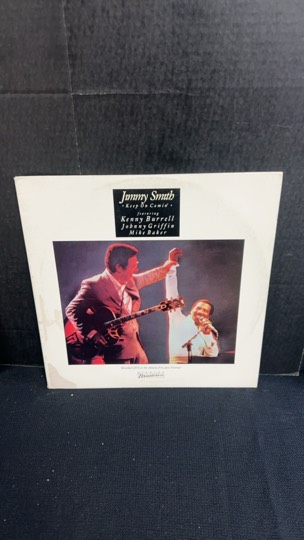 Jimmy Smith
• Keep On Comin' •
featuring
Kenny Burrell
Johnny Griffin
Mike Baker